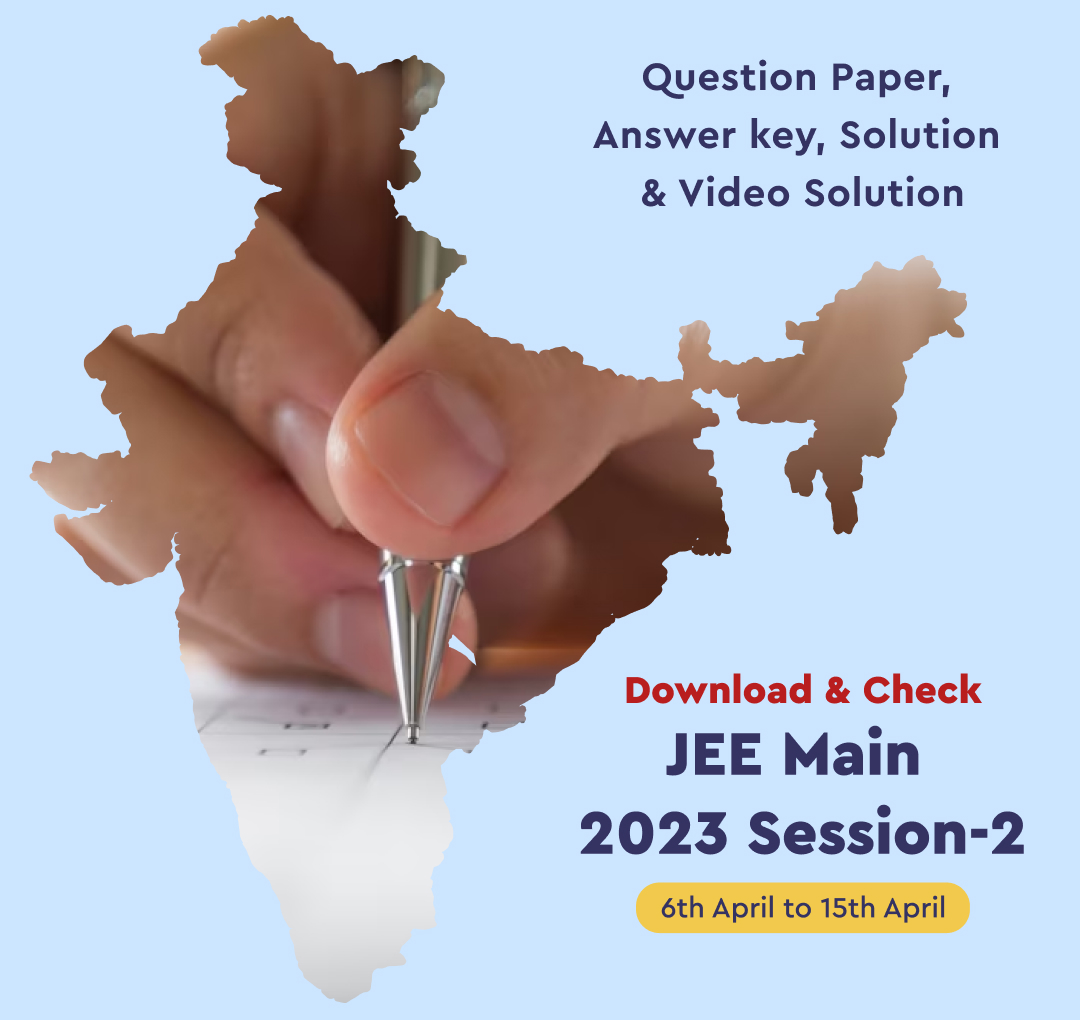 Question Paper,
Answer key, Solution
& Video Solution
Download & Check
JEE Main
2023 Session-2
6th April to 15th April